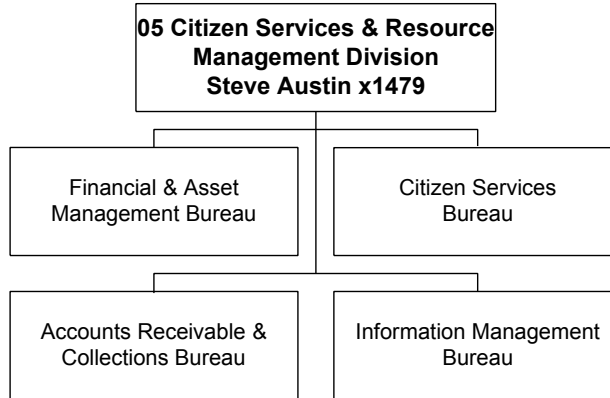 05 Citizen Services & Resource
Management Division
Steve Austin x1479
Financial & Asset
Management Bureau
Citizen Services
Bureau
Accounts Receivable &
Collections Bureau
Information Management
Bureau